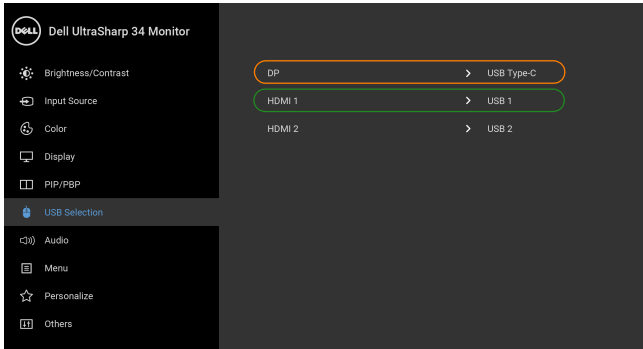 DELL
Dell UltraSharp 34 Monitor
Brightness/Contrast
Input Source
Color
Display
PIP/PBP
USB Selection
Audio
Menu
Personalize
Others
DP > USB Type-C
HDMI 1 > USB 1
HDMI 2 > USB 2